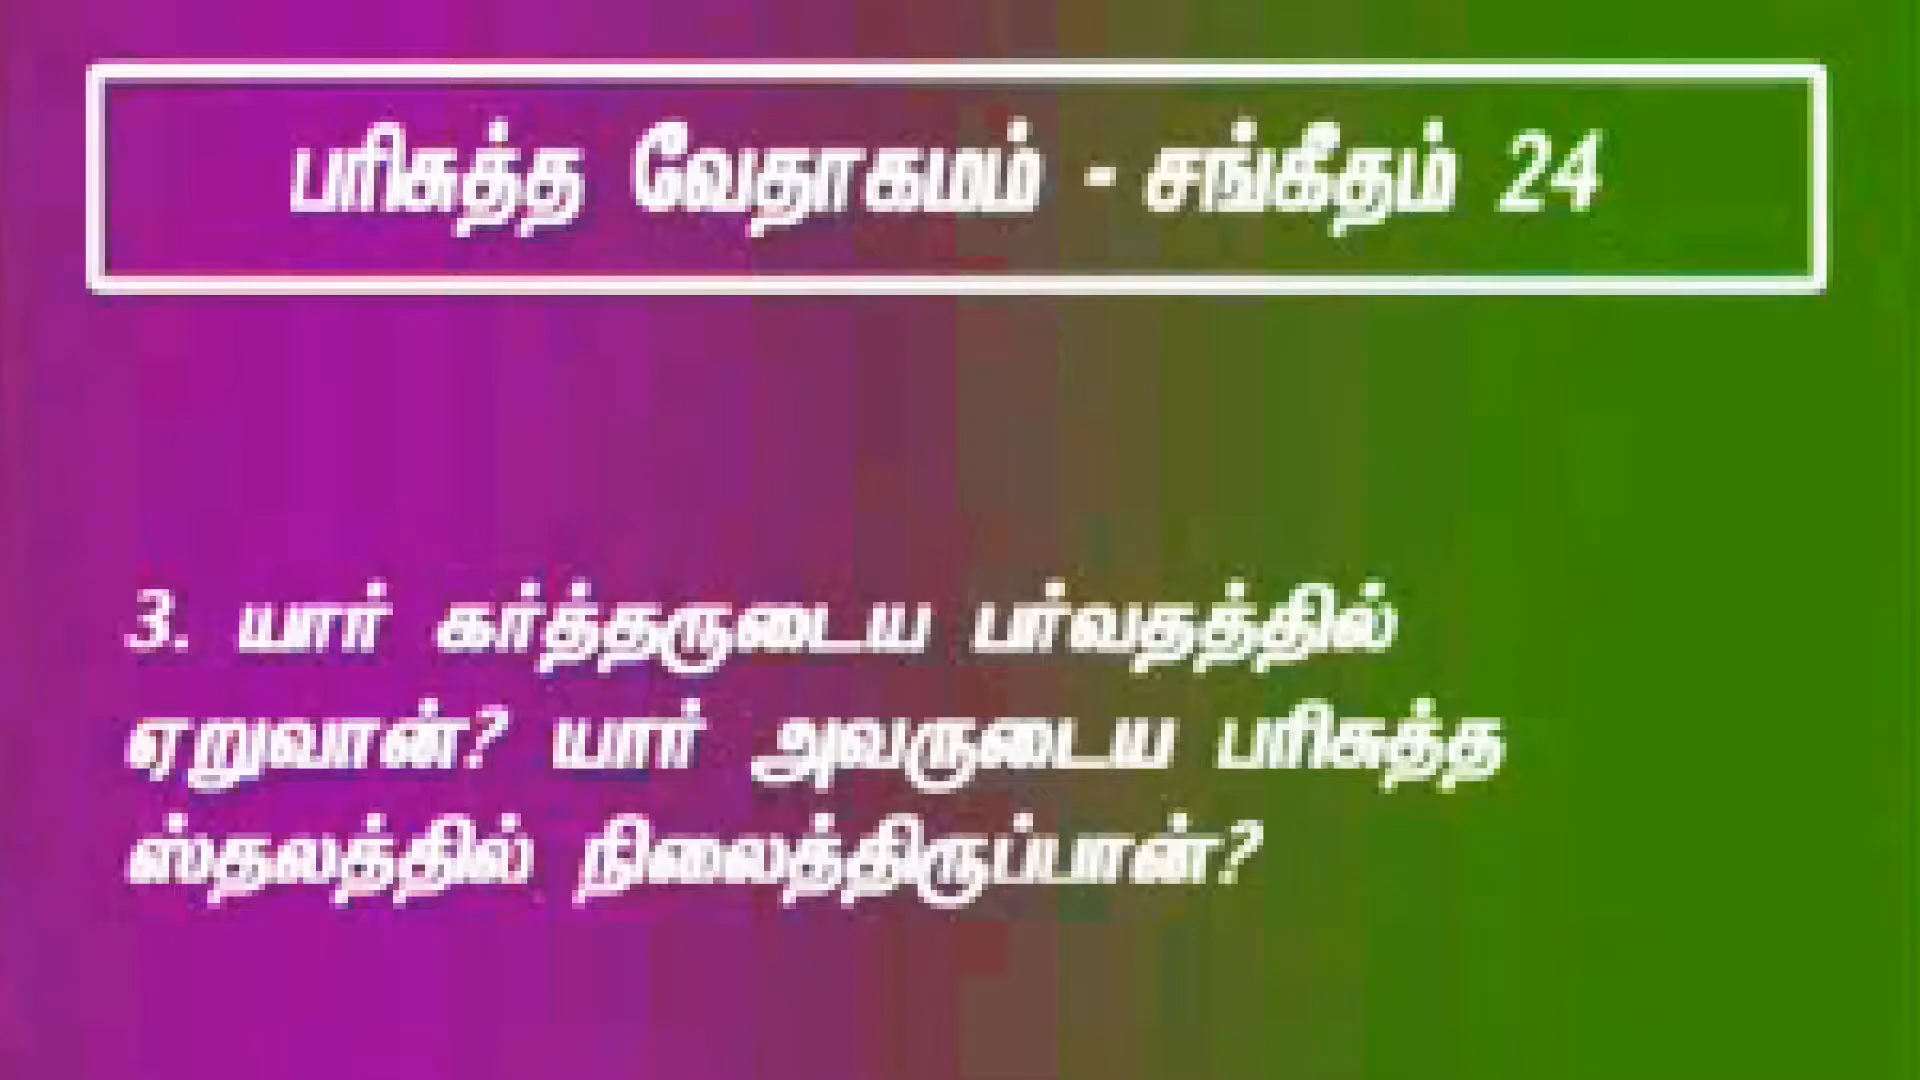 பரிசுத்த வேதாகமம் - சங்கீதம் 24
3. யார் கர்த்தருடைய பர்வதத்தில்
ஏறுவான்? யார் அவருடைய பரிசுத்த
ஸ்தலத்தில் நிலைத்திருப்பான்?